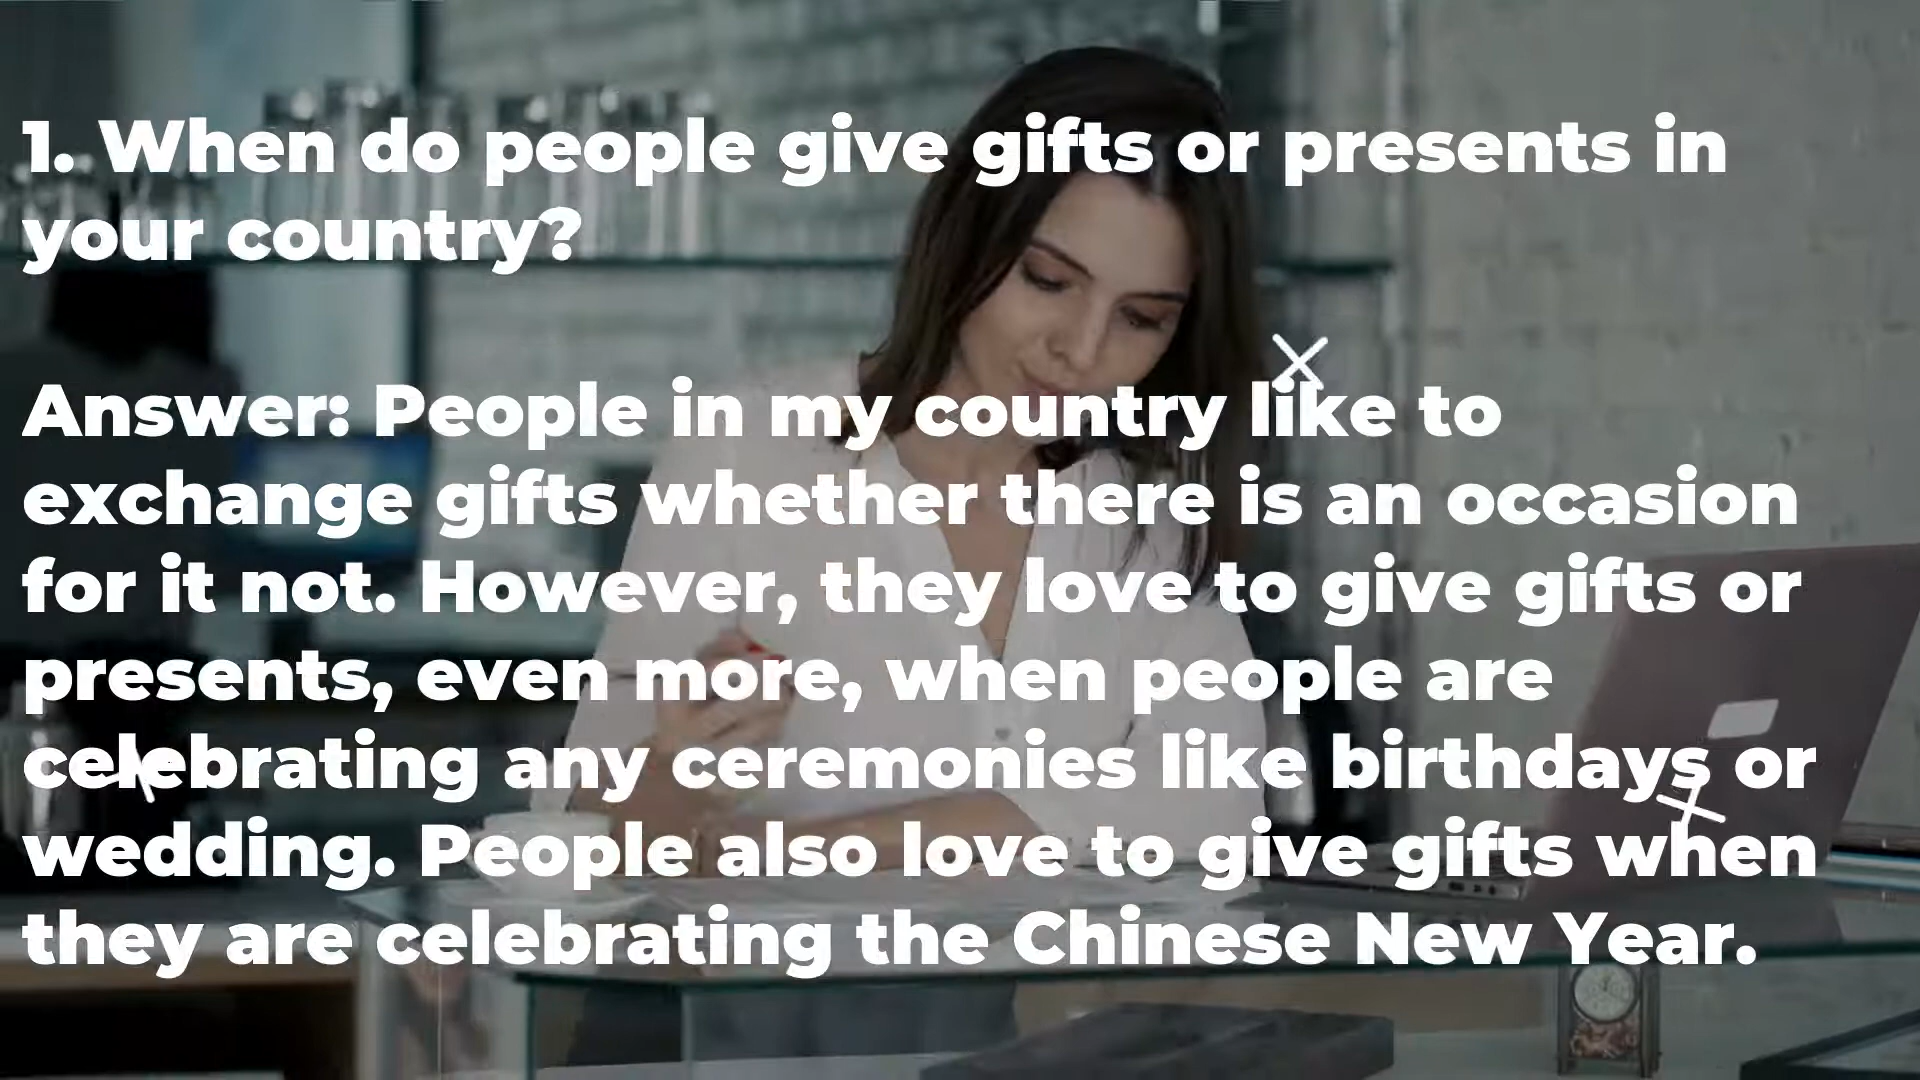 1. When do people give gifts or presents in
your country?
Answer: People in my country like to
exchange gifts whether there is an occasion
for it not. However, they love to give gifts or
presents, even more, when people are
celebrating any ceremonies like birthdays or
wedding. People also love to give gifts when
they are celebrating the Chinese New Year.